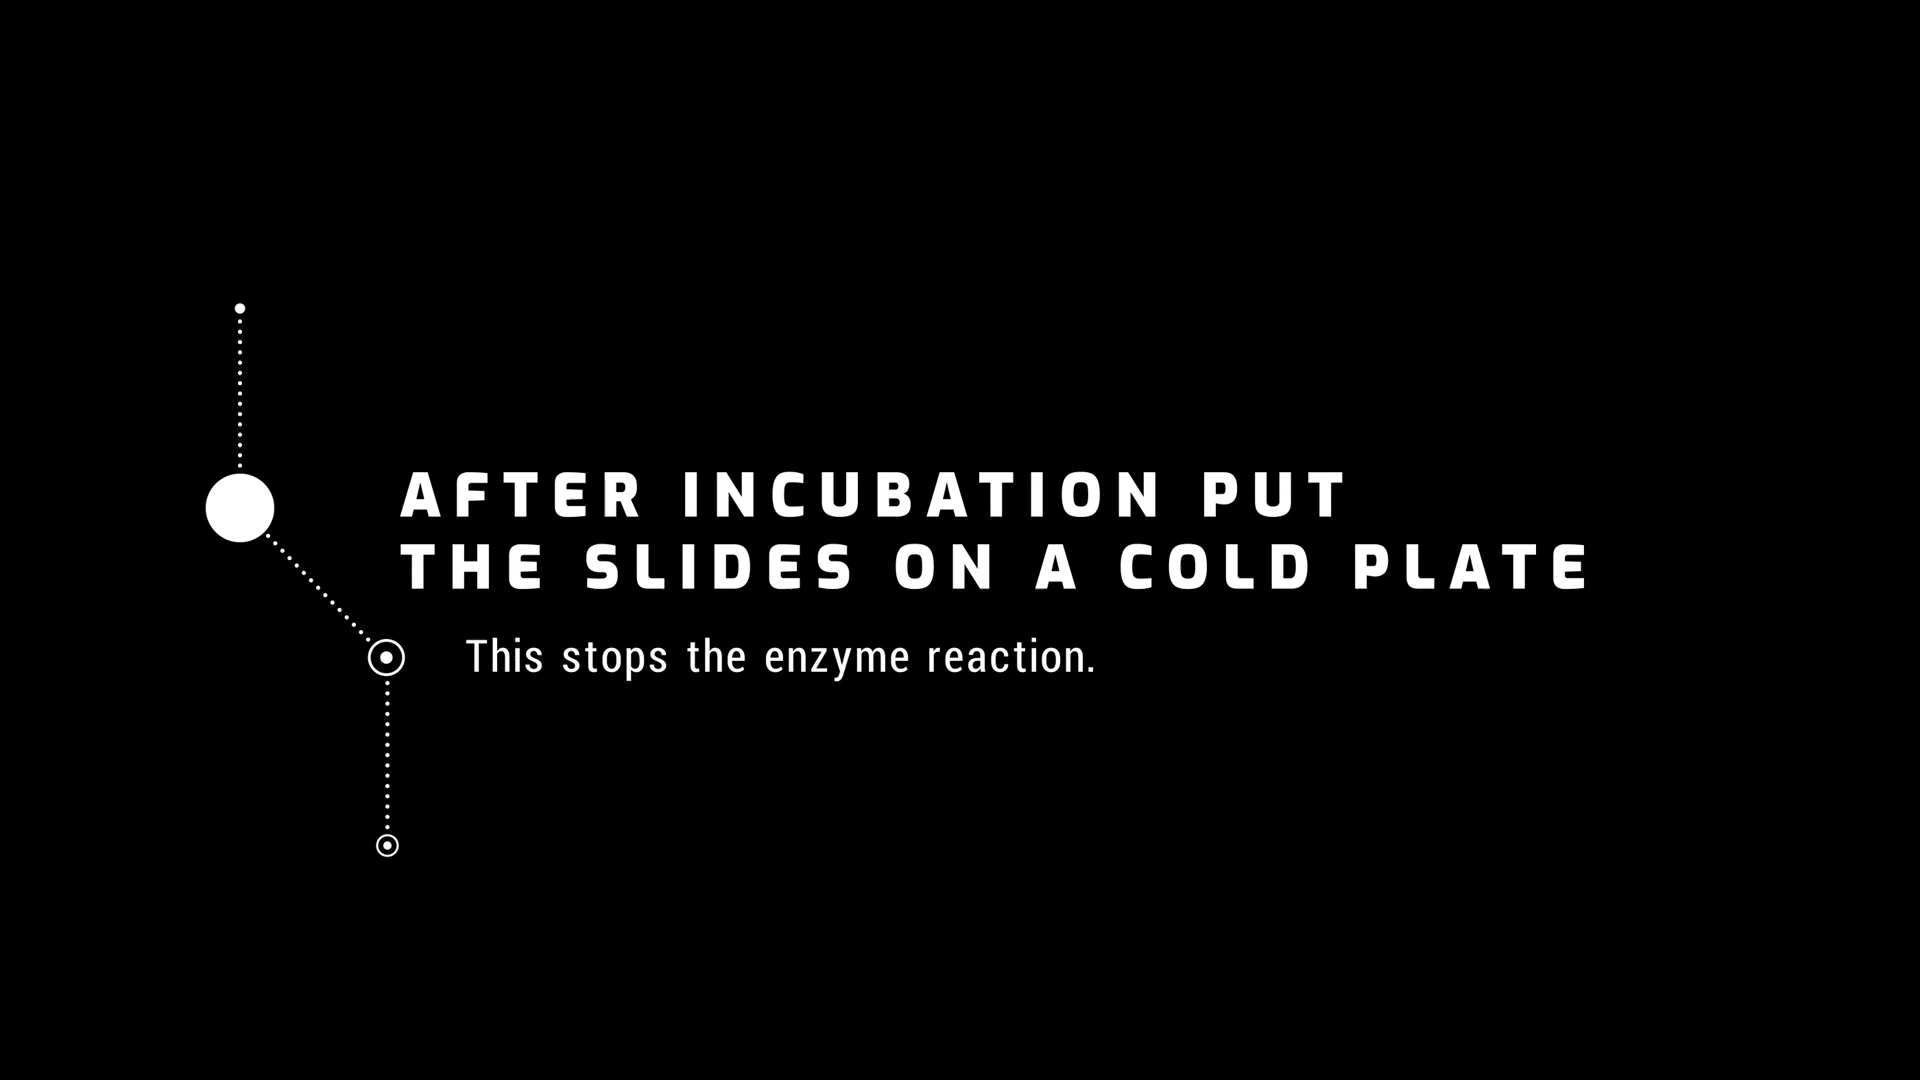 AFTER INCUBATION PUT
THE SLIDES ON A COLD PLATE
This stops the enzyme reaction.